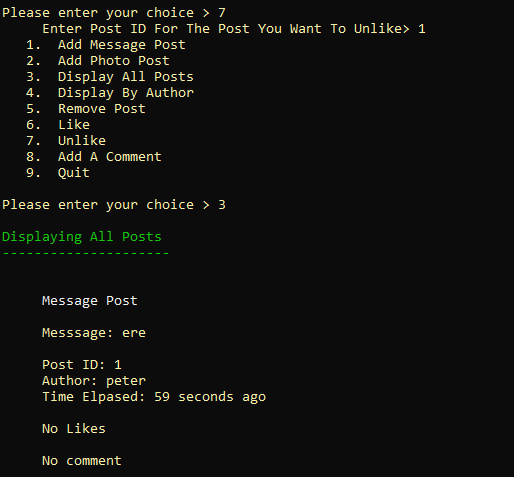 Please enter your choice > 7
Enter Post ID For The Post You Want To Unlike> 1
1. Add Message Post
2. Add Photo Post
3. Display All Posts
4. Display By Author
5. Remove Post
6. Like
7. Unlike
8. Add A Comment
9. Quit
Please enter your choice > 3
Displaying All Posts
---------------------
Message Post
Messsage: ere
Post ID: 1
Author: peter
Time Elpased: 59 seconds ago
No Likes
No comment